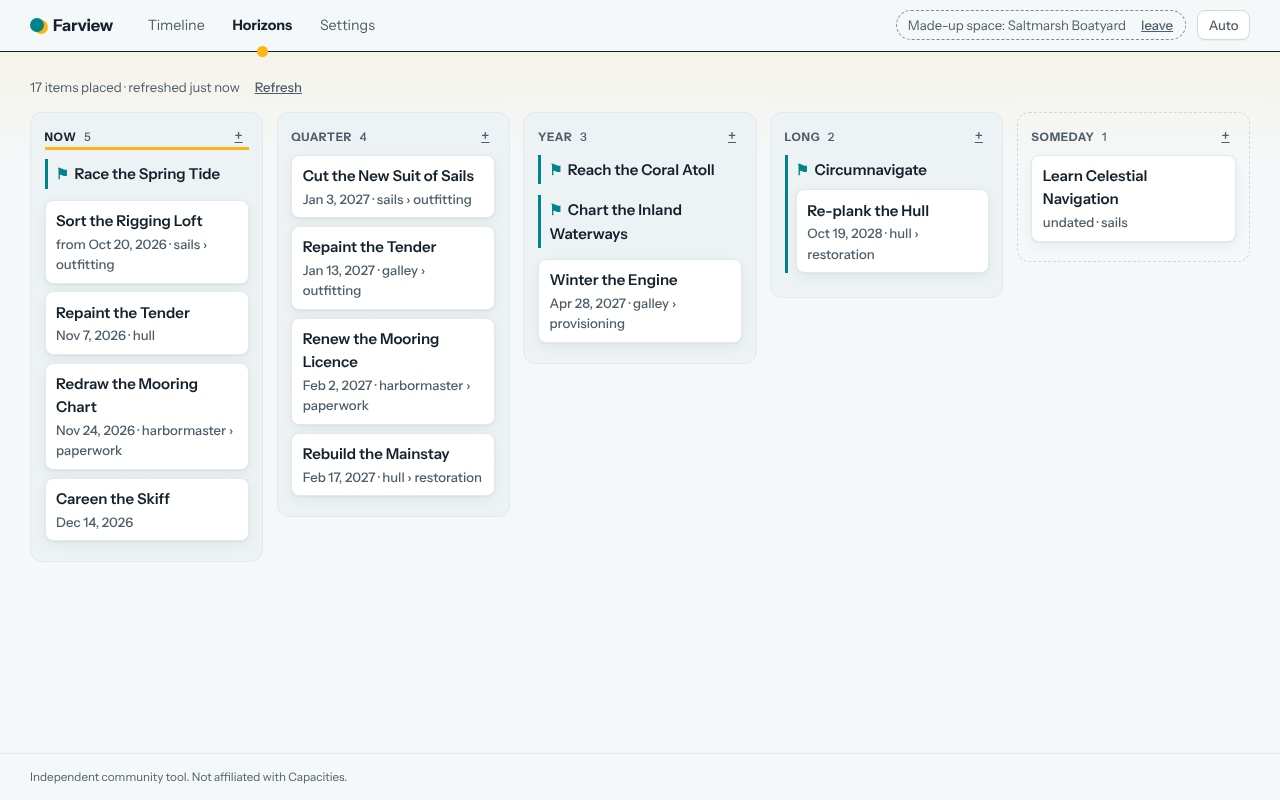 Farview
Timeline
Horizons
Settings
Made-up space: Saltmarsh Boatyard leave
Auto
17 items placed · refreshed just now Refresh
NOW 5 +
⚑ Race the Spring Tide
Sort the Rigging Loft
from Oct 20, 2026 · sails ›
outfitting
Repaint the Tender
Nov 7, 2026 · hull
Redraw the Mooring
Chart
Nov 24, 2026 · harbormaster ›
paperwork
Careen the Skiff
Dec 14, 2026
QUARTER 4 +
Cut the New Suit of Sails
Jan 3, 2027 · sails › outfitting
Repaint the Tender
Jan 13, 2027 · galley ›
outfitting
Renew the Mooring
Licence
Feb 2, 2027 · harbormaster ›
paperwork
Rebuild the Mainstay
Feb 17, 2027 · hull › restoration
YEAR 3 +
⚑ Reach the Coral Atoll
⚑ Chart the Inland
Waterways
Winter the Engine
Apr 28, 2027 · galley ›
provisioning
LONG 2 +
⚑ Circumnavigate
Re-plank the Hull
Oct 19, 2028 · hull ›
restoration
SOMEDAY 1 +
Learn Celestial
Navigation
undated · sails
Independent community tool. Not affiliated with Capacities.